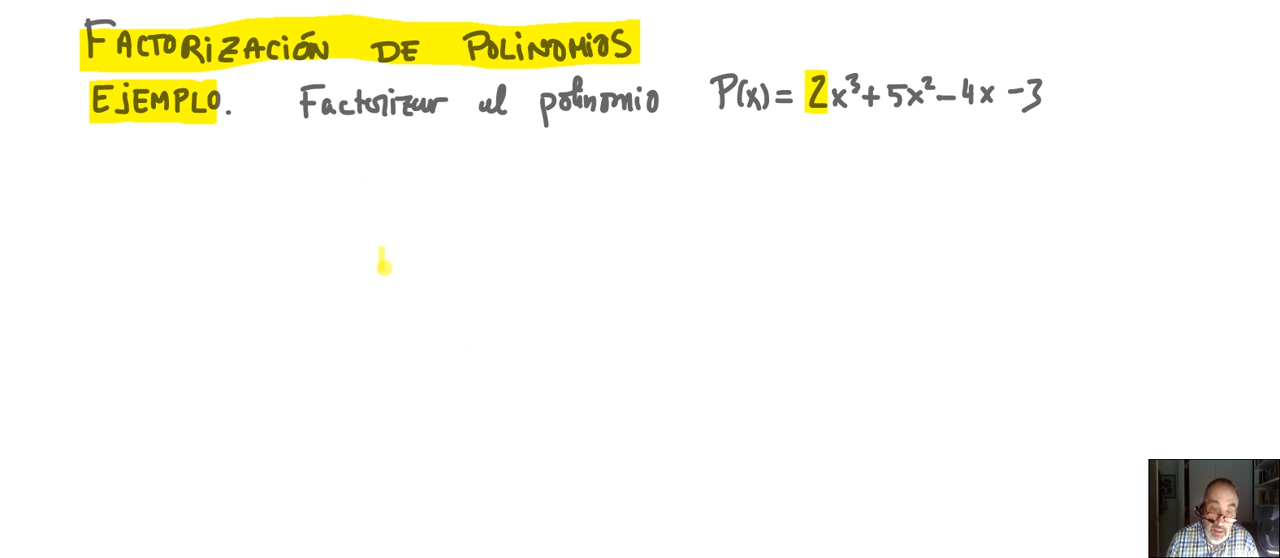 FACTORIZACIÓN DE POLINOMIOS
EJEMPLO. Factorizar el polinomio P(x) = 2x³ + 5x² - 4x - 3